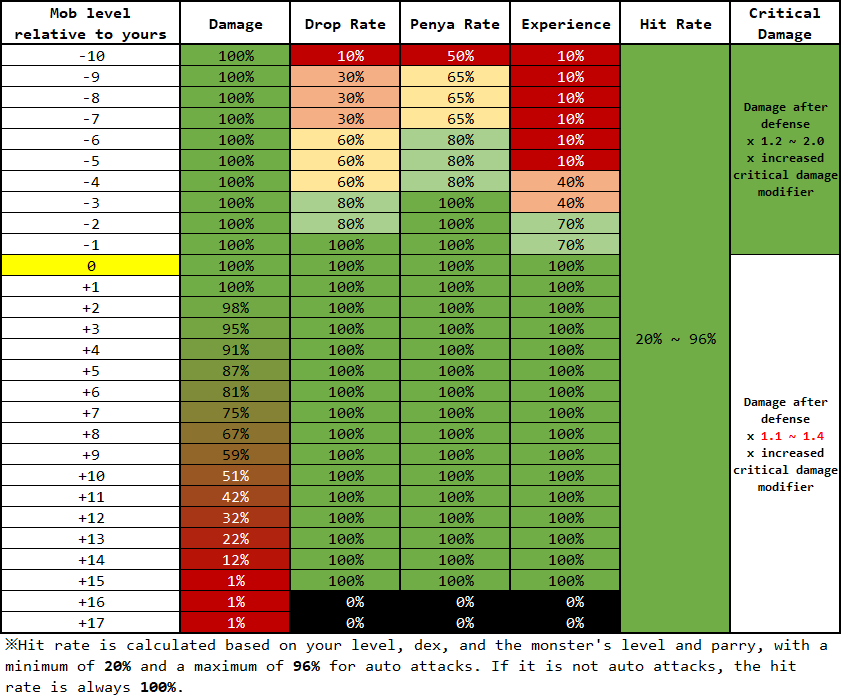 Mob level relative to yours Damage Drop Rate Penya Rate Experience Hit Rate Critical Damage
-10 100% 10% 50% 10%
-9 100% 30% 65% 10%
-8 100% 30% 65% 10%
-7 100% 30% 65% 10%
-6 100% 60% 80% 10%
-5 100% 60% 80% 10%
-4 100% 60% 80% 40%
-3 100% 80% 100% 40%
-2 100% 80% 100% 70%
-1 100% 100% 100% 70%
0 100% 100% 100% 100%
+1 100% 100% 100% 100%
+2 98% 100% 100% 100%
+3 95% 100% 100% 100%
+4 91% 100% 100% 100%
+5 87% 100% 100% 100%
+6 81% 100% 100% 100%
+7 75% 100% 100% 100%
+8 67% 100% 100% 100%
+9 59% 100% 100% 100%
+10 51% 100% 100% 100%
+11 42% 100% 100% 100%
+12 32% 100% 100% 100%
+13 22% 100% 100% 100%
+14 12% 100% 100% 100%
+15 1% 100% 100% 100%
+16 1% 0% 0% 0%
+17 1% 0% 0% 0%
20% ~ 96%
Damage after
defense
x 1.2 ~ 2.0
x increased
critical damage
modifier
Damage after
defense
x 1.1 ~ 1.4
x increased
critical damage
modifier
※Hit rate is calculated based on your level, dex, and the monster's level and parry, with a
minimum of 20% and a maximum of 96% for auto attacks. If it is not auto attacks, the hit
rate is always 100%.